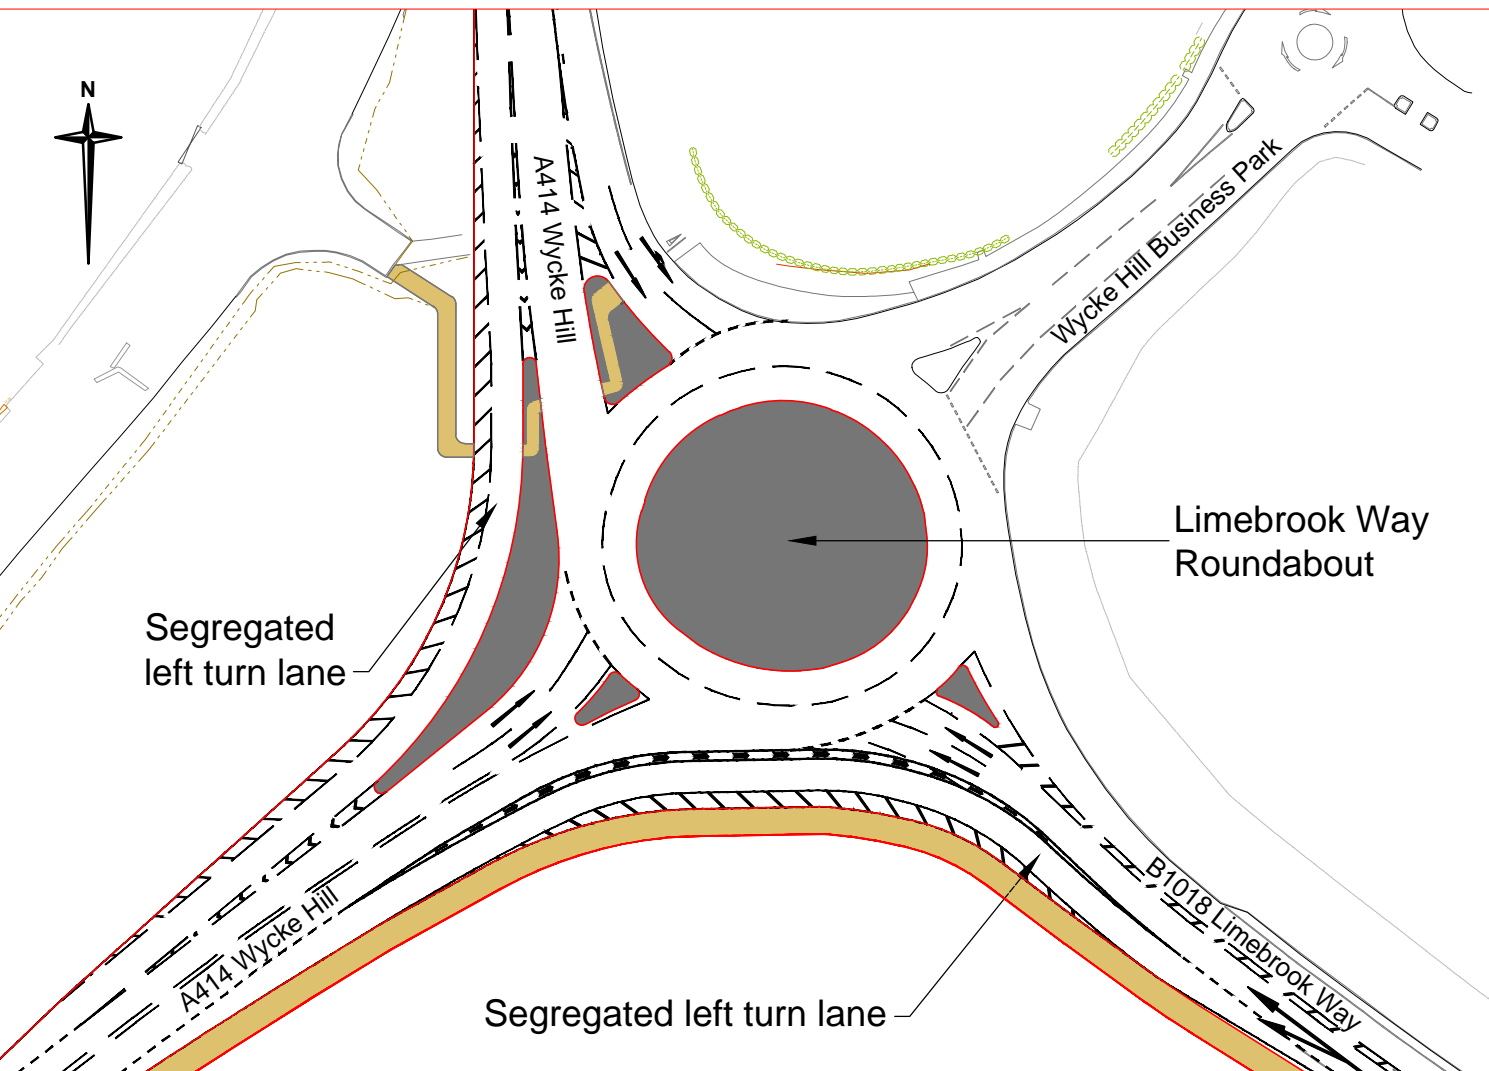 N
A414 Wycke Hill
Wycke Hill Business Park
Limebrook Way
Roundabout
Segregated
left turn lane
A414 Wycke Hill
B1018 Limebrook Way
Segregated left turn lane